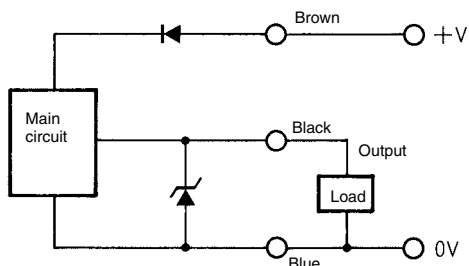 Brown
+V
Main
circuit
Black
Output
Load
0V
Blue